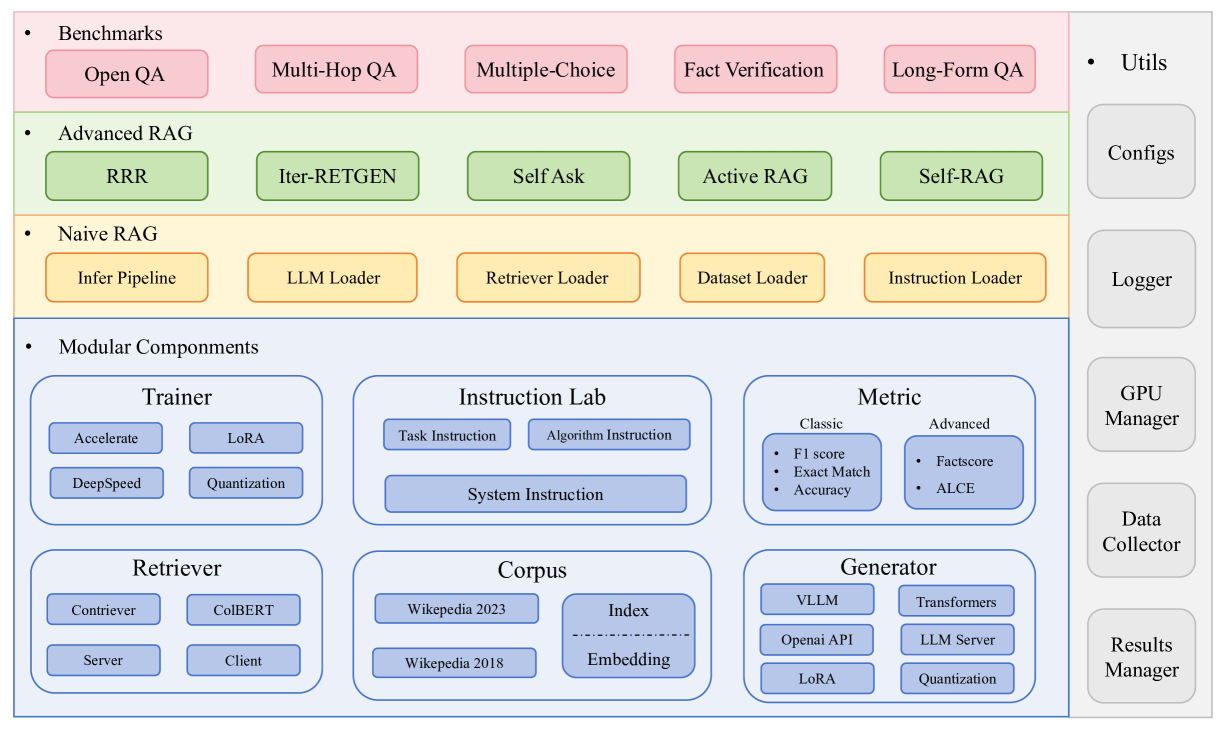 • Benchmarks
Open QA
Multi-Hop QA
Multiple-Choice
Fact Verification
Long-Form QA
• Advanced RAG
RRR
Iter-RETGEN
Self Ask
Active RAG
Self-RAG
• Naive RAG
Infer Pipeline
LLM Loader
Retriever Loader
Dataset Loader
Instruction Loader
• Modular Componments
Trainer
Accelerate
LoRA
DeepSpeed
Quantization
Instruction Lab
Task Instruction
Algorithm Instruction
System Instruction
Metric
Classic
• F1 score
• Exact Match
• Accuracy
Advanced
• Factscore
• ALCE
Retriever
Contriever
ColBERT
Server
Client
Corpus
Wikepedia 2023
Wikepedia 2018
Index
Embedding
Generator
VLLM
Transformers
Openai API
LLM Server
LoRA
Quantization
• Utils
Configs
Logger
GPU
Manager
Data
Collector
Results
Manager